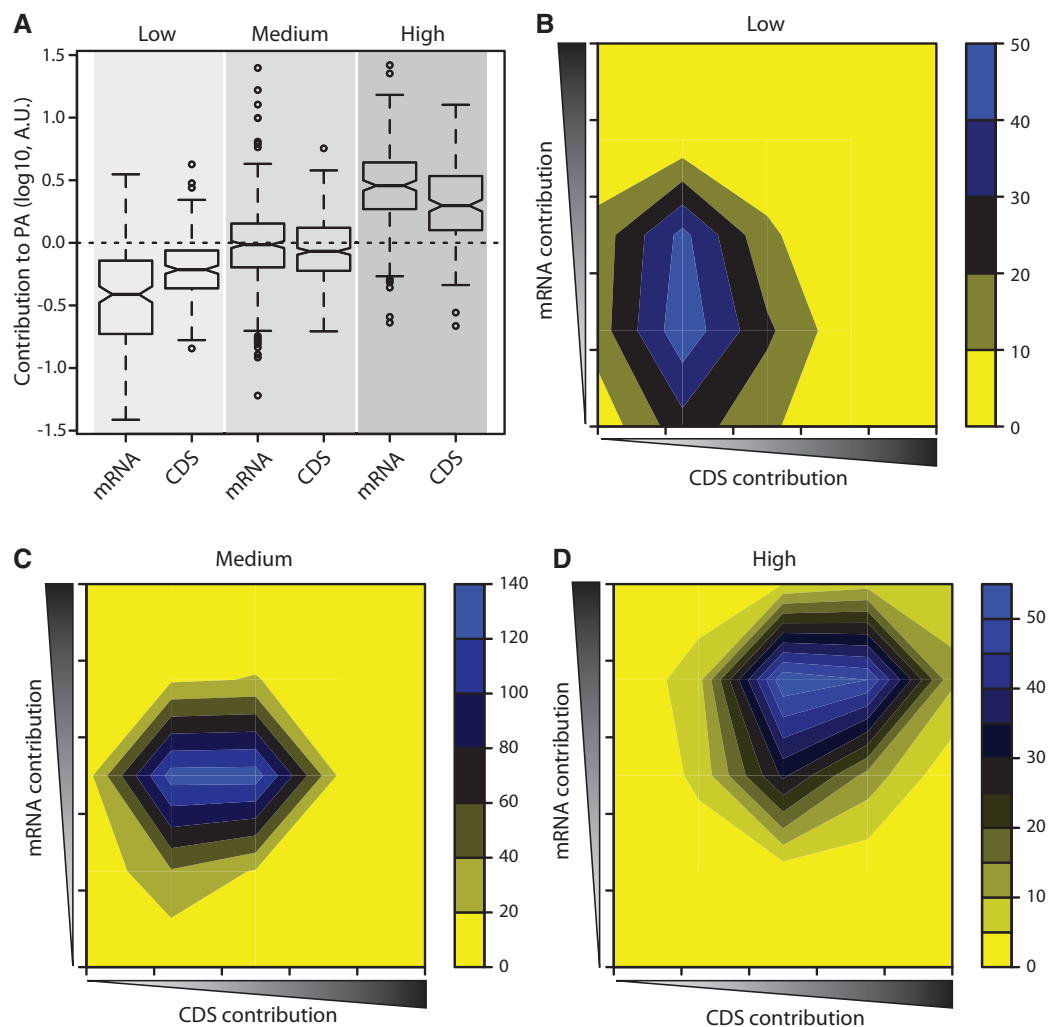 A
Low
Medium
High
Contribution to PA (log10, A.U.)
1.5
1.0
0.5
0.0
-0.5
-1.0
-1.5
mRNA
CDS
mRNA
CDS
mRNA
CDS
B
Low
mRNA contribution
CDS contribution
50
40
30
20
10
0
C
Medium
mRNA contribution
CDS contribution
140
120
100
80
60
40
20
0
D
High
mRNA contribution
CDS contribution
50
40
30
20
10
0